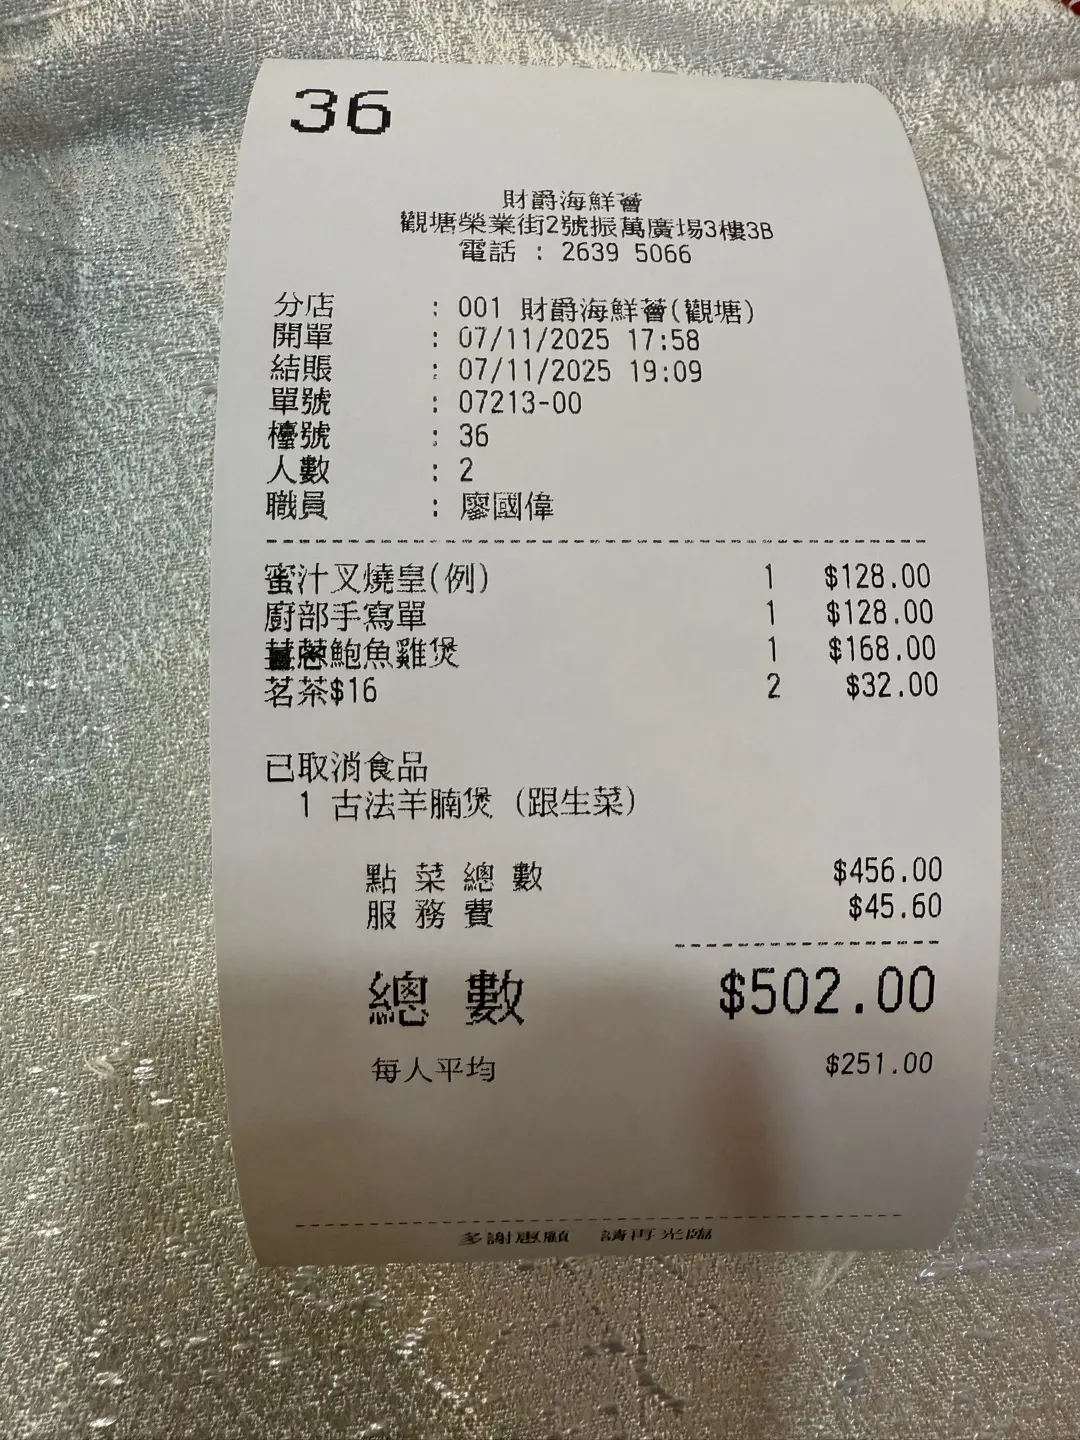 36
財爵海鮮薈
觀塘榮業街2號振萬廣場3樓3B
電話 : 2639 5066
分店 : 001 財爵海鮮薈(觀塘)
開單 : 07/11/2025 17:58
結賬 : 07/11/2025 19:09
單號 : 07213-00
檯號 : 36
人數 : 2
職員 : 廖國偉
蜜汁叉燒皇(例) 1 $128.00
廚部手寫單 1 $128.00
薑蔥鮑魚雞煲 1 $168.00
茗茶$16 2 $32.00
已取消食品
1 古法羊腩煲 (跟生菜)
點菜總數 $456.00
服務費 $45.60
總數 $502.00
每人平均 $251.00
多謝惠顧 請再光臨